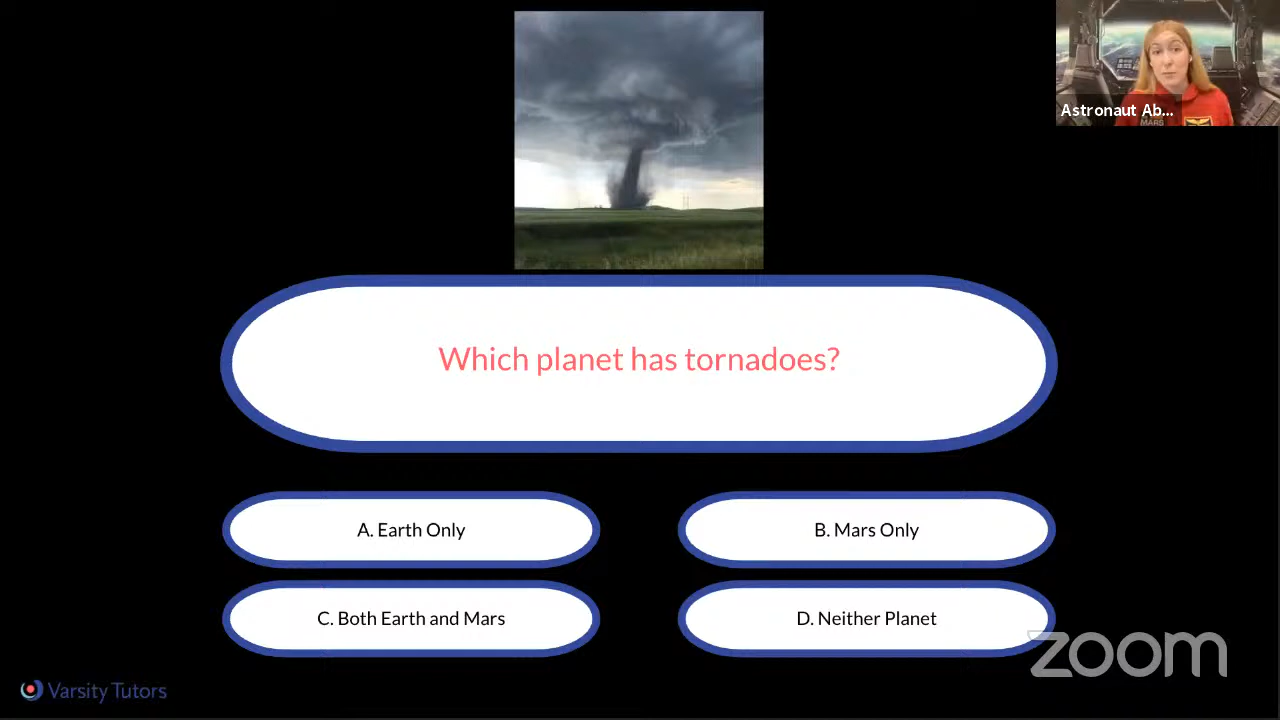 Astronaut Ab...
MARS
Which planet has tornadoes?
A. Earth Only
B. Mars Only
C. Both Earth and Mars
D. Neither Planet
zoom
Varsity Tutors